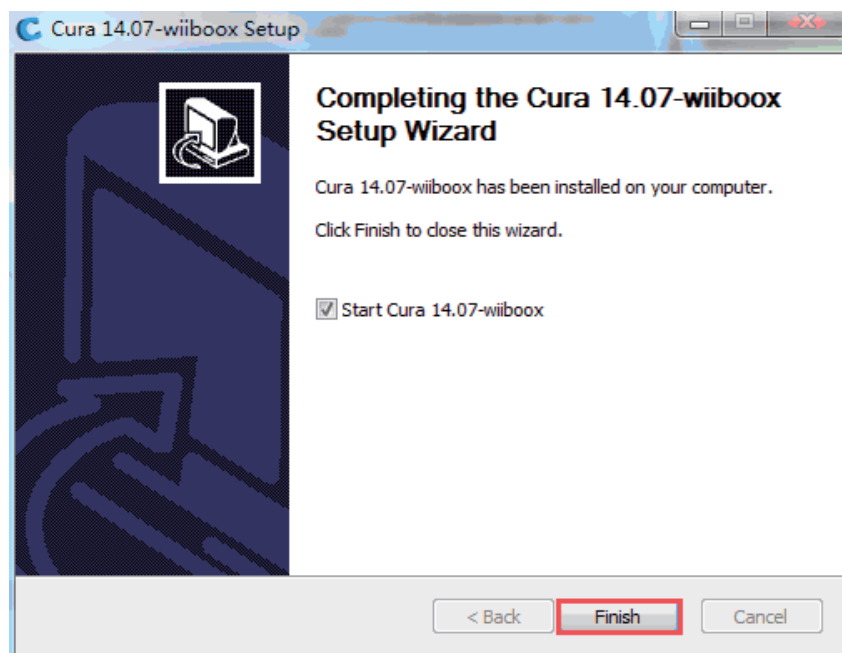 Cura 14.07-wiiboox Setup
Completing the Cura 14.07-wiiboox
Setup Wizard
Cura 14.07-wiiboox has been installed on your computer.
Click Finish to close this wizard.
Start Cura 14.07-wiiboox
< Back
Finish
Cancel